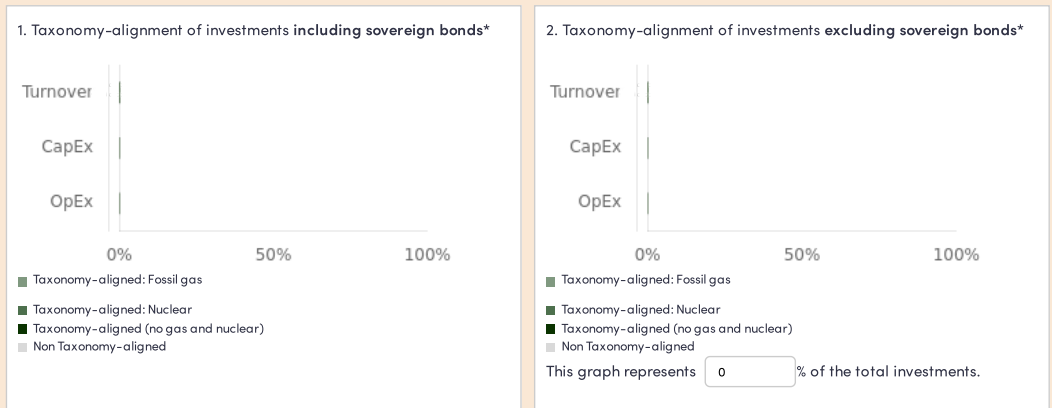 1. Taxonomy-alignment of investments including sovereign bonds*
Turnover
CapEx
OpEx
0% 50% 100%
Taxonomy-aligned: Fossil gas
Taxonomy-aligned: Nuclear
Taxonomy-aligned (no gas and nuclear)
Non Taxonomy-aligned
2. Taxonomy-alignment of investments excluding sovereign bonds*
Turnover
CapEx
OpEx
0% 50% 100%
Taxonomy-aligned: Fossil gas
Taxonomy-aligned: Nuclear
Taxonomy-aligned (no gas and nuclear)
Non Taxonomy-aligned
This graph represents 0 % of the total investments.